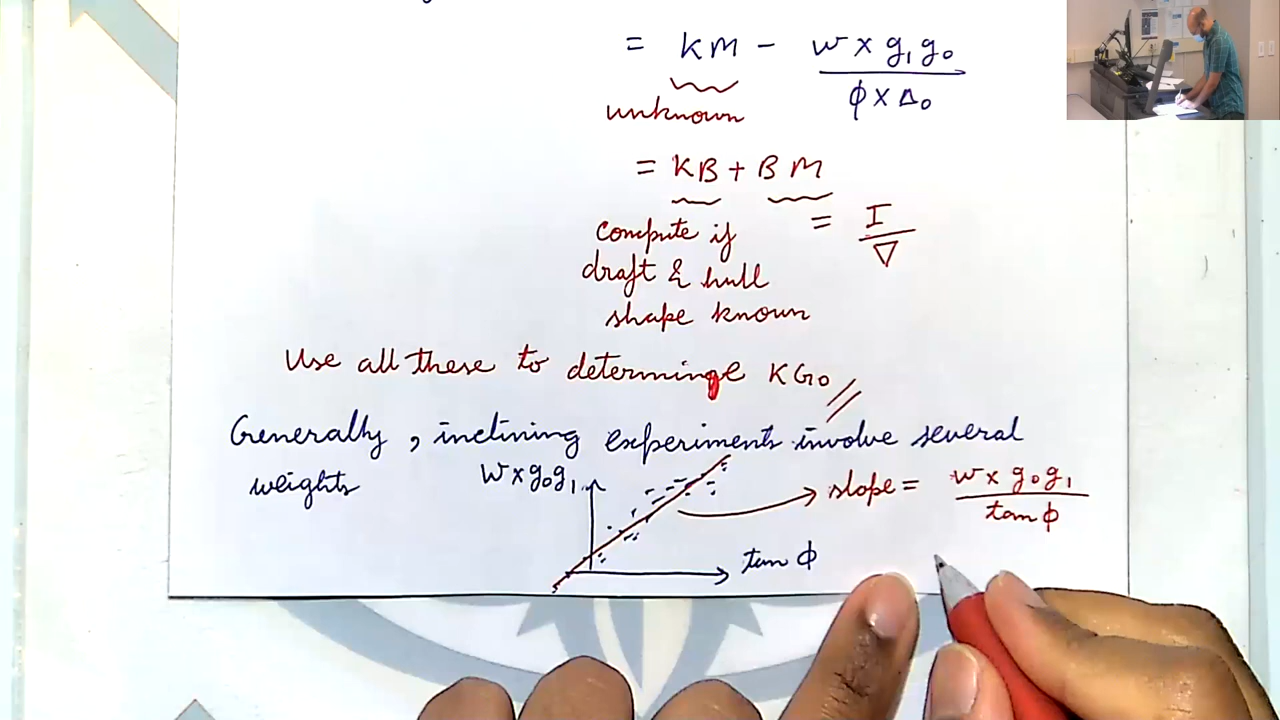 = KM - w x g₁g₀ / ϕ x Δ₀
unknown
= KB + BM
= I / ∇
compute if
draft & hull
shape known
Use all these to determine KG₀
Generally, inclining experiments involve several
weights
w x g₀g₁
slope = w x g₀g₁ / tan ϕ
tan ϕ